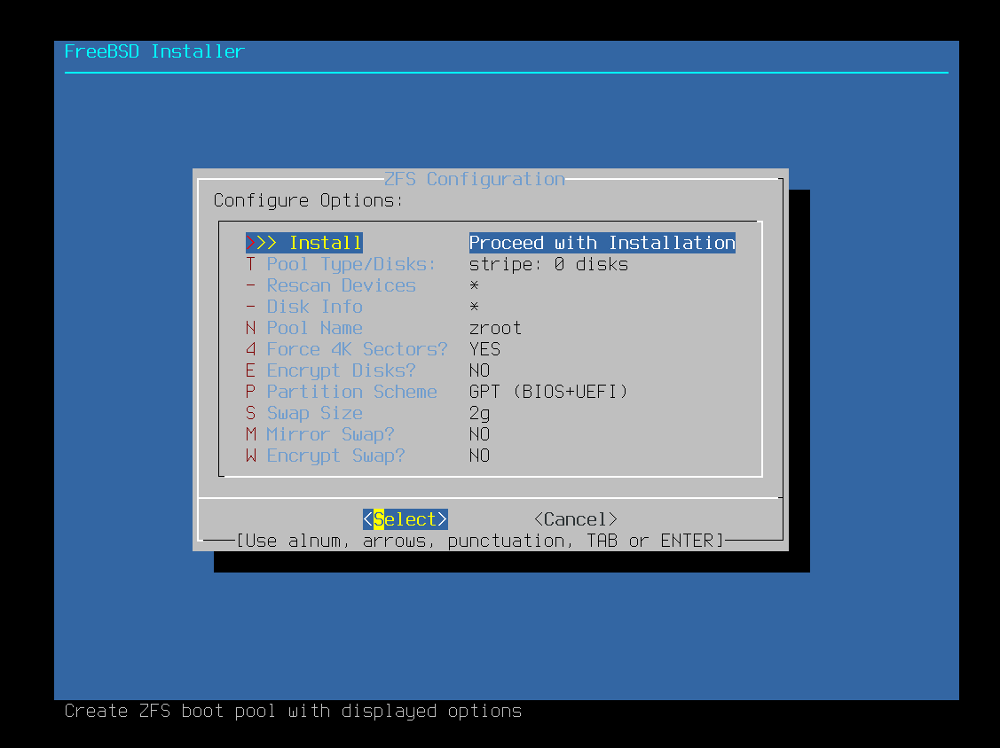 FreeBSD Installer
ZFS Configuration
Configure Options:
>>> Install Proceed with Installation
T Pool Type/Disks: stripe: 0 disks
- Rescan Devices *
- Disk Info *
N Pool Name zroot
4 Force 4K Sectors? YES
E Encrypt Disks? NO
P Partition Scheme GPT (BIOS+UEFI)
S Swap Size 2g
M Mirror Swap? NO
W Encrypt Swap? NO
<Select> <Cancel>
[Use alnum, arrows, punctuation, TAB or ENTER]
Create ZFS boot pool with displayed options